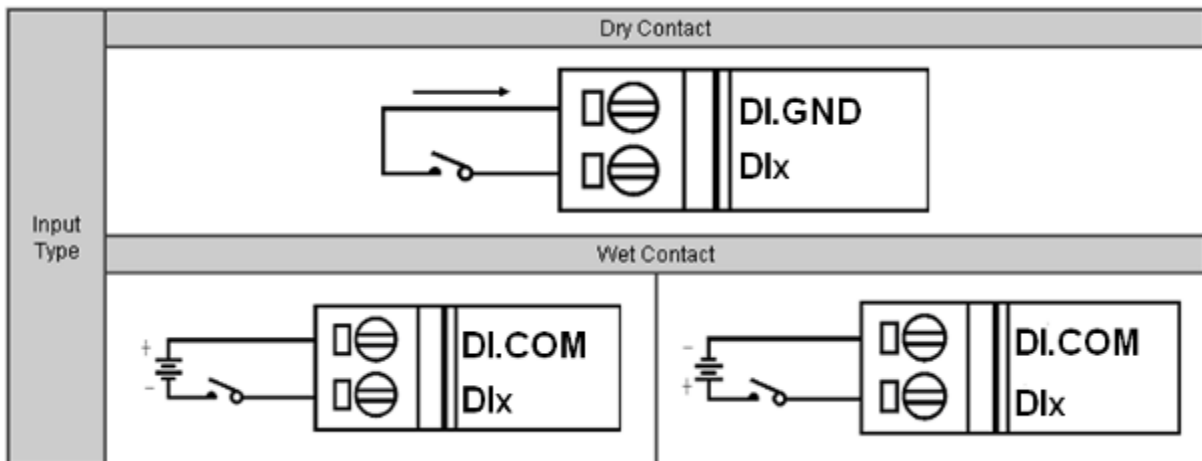 Dry Contact
DI.GND
DIx
Input
Type
Wet Contact
+
-
DI.COM
DIx
-
+
DI.COM
DIx